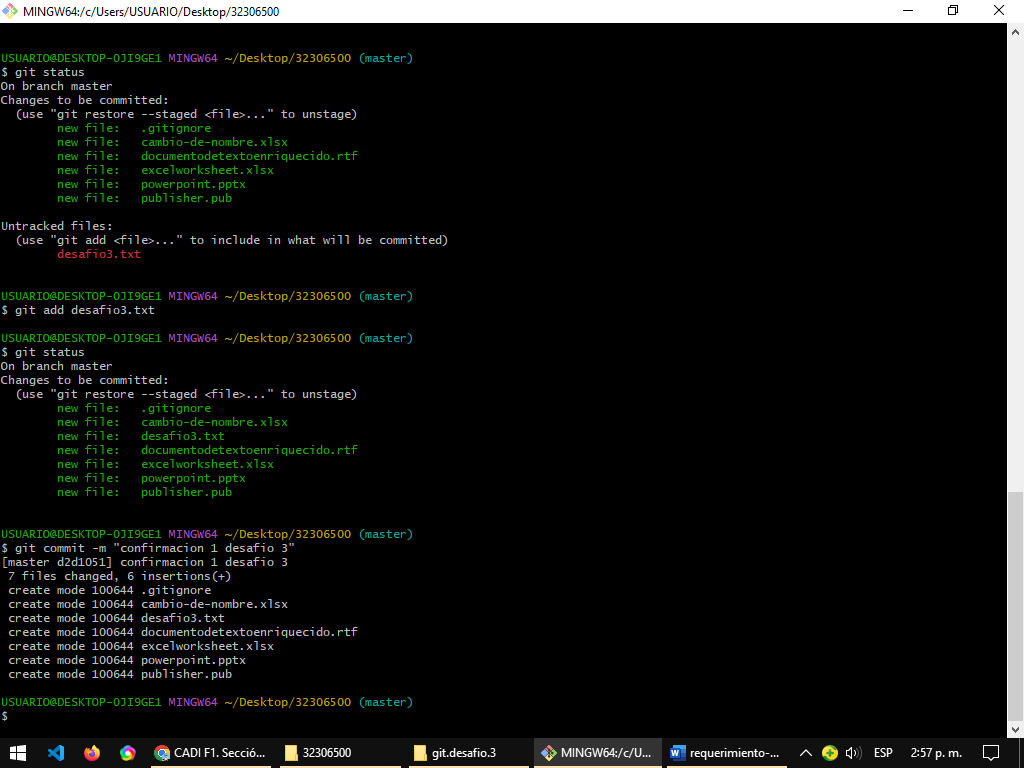 MINGW64:/c/Users/USUARIO/Desktop/32306500
USUARIO@DESKTOP-OJI9GE1 MINGW64 ~/Desktop/32306500 (master)
$ git status
On branch master
Changes to be committed:
  (use "git restore --staged <file>..." to unstage)
        new file:   .gitignore
        new file:   cambio-de-nombre.xlsx
        new file:   documentodetextoenriquecido.rtf
        new file:   excelworksheet.xlsx
        new file:   powerpoint.pptx
        new file:   publisher.pub
Untracked files:
  (use "git add <file>..." to include in what will be committed)
        desafio3.txt
USUARIO@DESKTOP-OJI9GE1 MINGW64 ~/Desktop/32306500 (master)
$ git add desafio3.txt
USUARIO@DESKTOP-OJI9GE1 MINGW64 ~/Desktop/32306500 (master)
$ git status
On branch master
Changes to be committed:
  (use "git restore --staged <file>..." to unstage)
        new file:   .gitignore
        new file:   cambio-de-nombre.xlsx
        new file:   desafio3.txt
        new file:   documentodetextoenriquecido.rtf
        new file:   excelworksheet.xlsx
        new file:   powerpoint.pptx
        new file:   publisher.pub
USUARIO@DESKTOP-OJI9GE1 MINGW64 ~/Desktop/32306500 (master)
$ git commit -m "confirmacion 1 desafio 3"
[master d2d1051] confirmacion 1 desafio 3
 7 files changed, 6 insertions(+)
 create mode 100644 .gitignore
 create mode 100644 cambio-de-nombre.xlsx
 create mode 100644 desafio3.txt
 create mode 100644 documentodetextoenriquecido.rtf
 create mode 100644 excelworksheet.xlsx
 create mode 100644 powerpoint.pptx
 create mode 100644 publisher.pub
USUARIO@DESKTOP-OJI9GE1 MINGW64 ~/Desktop/32306500 (master)
$
CADI F1. Secció... 32306500 git.desafio.3 MINGW64:/c/U... requerimiento-... ESP 2:57 p. m.